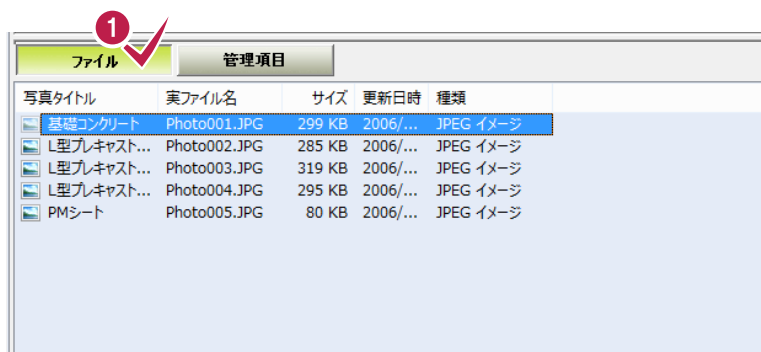 1
ファイル 管理項目
写真タイトル 実ファイル名 サイズ 更新日時 種類
基礎コンクリート Photo001.JPG 299 KB 2006/... JPEG イメージ
L型プレキャスト... Photo002.JPG 285 KB 2006/... JPEG イメージ
L型プレキャスト... Photo003.JPG 319 KB 2006/... JPEG イメージ
L型プレキャスト... Photo004.JPG 295 KB 2006/... JPEG イメージ
PMシート Photo005.JPG 80 KB 2006/... JPEG イメージ